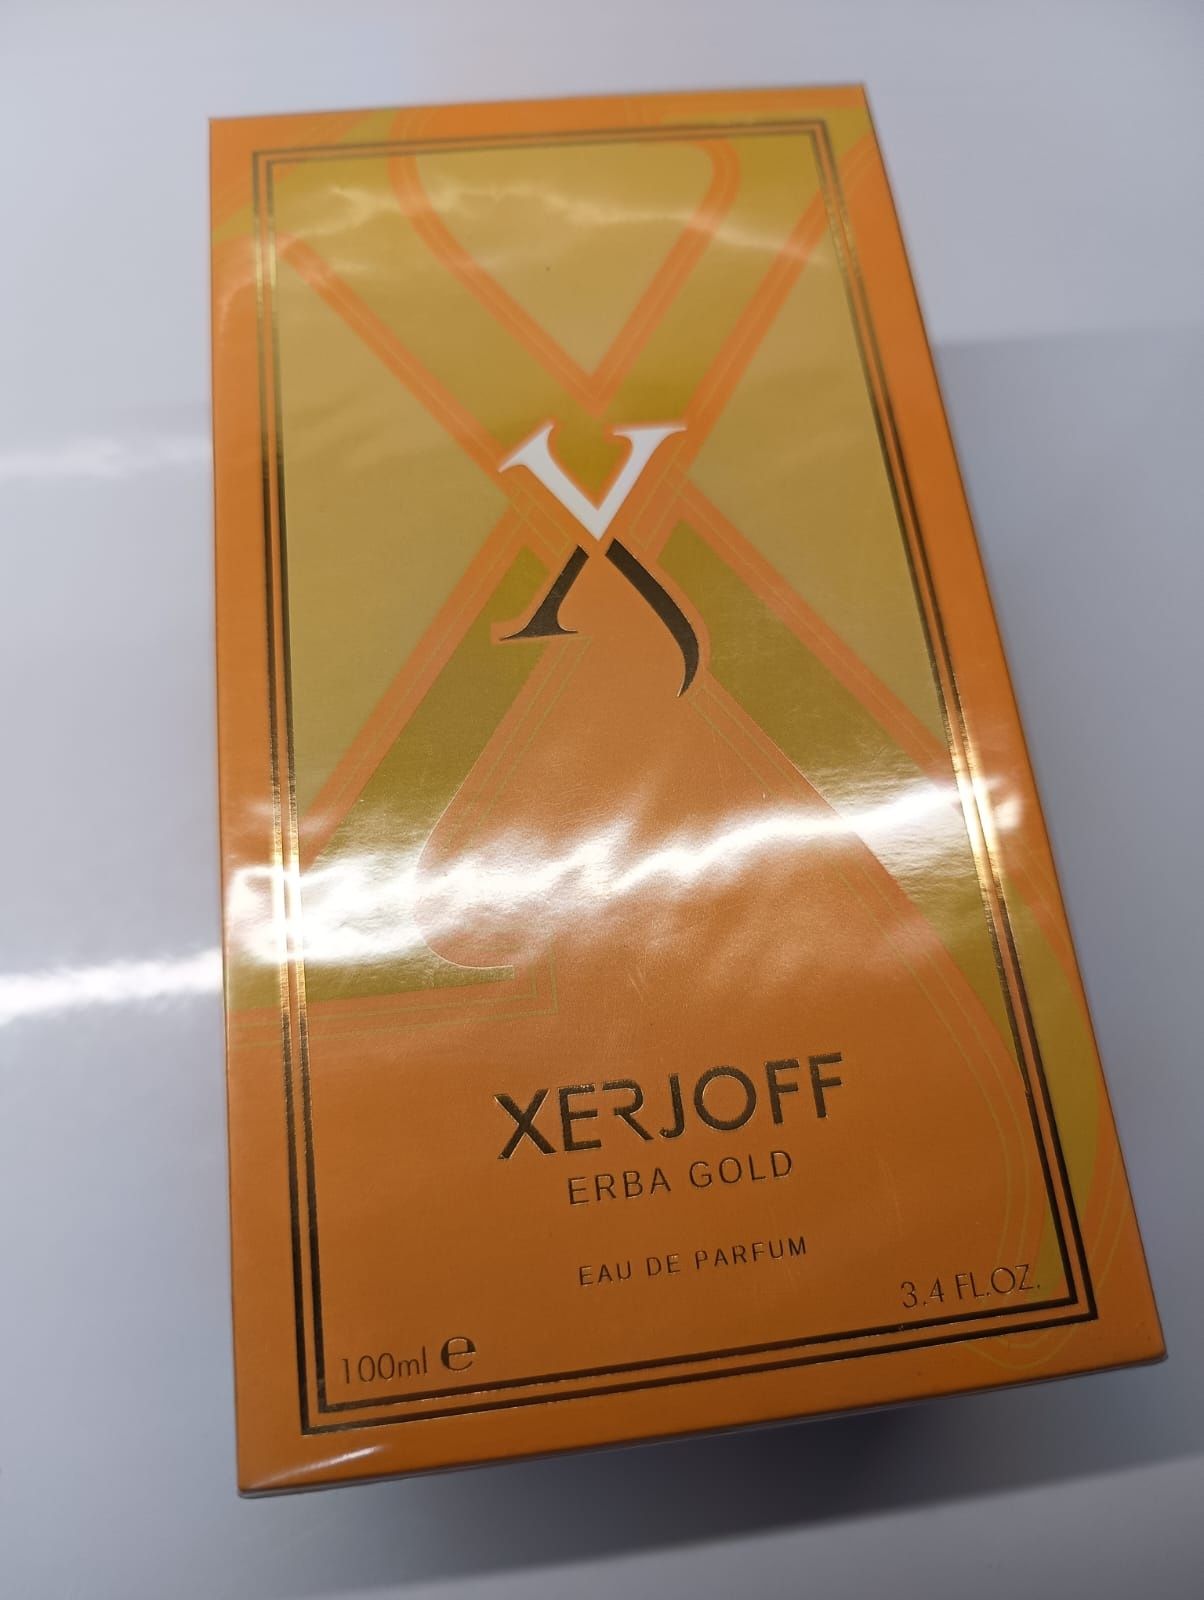 XERJOFF
ERBA GOLD
EAU DE PARFUM
3.4 FL.OZ.
100ml ℮